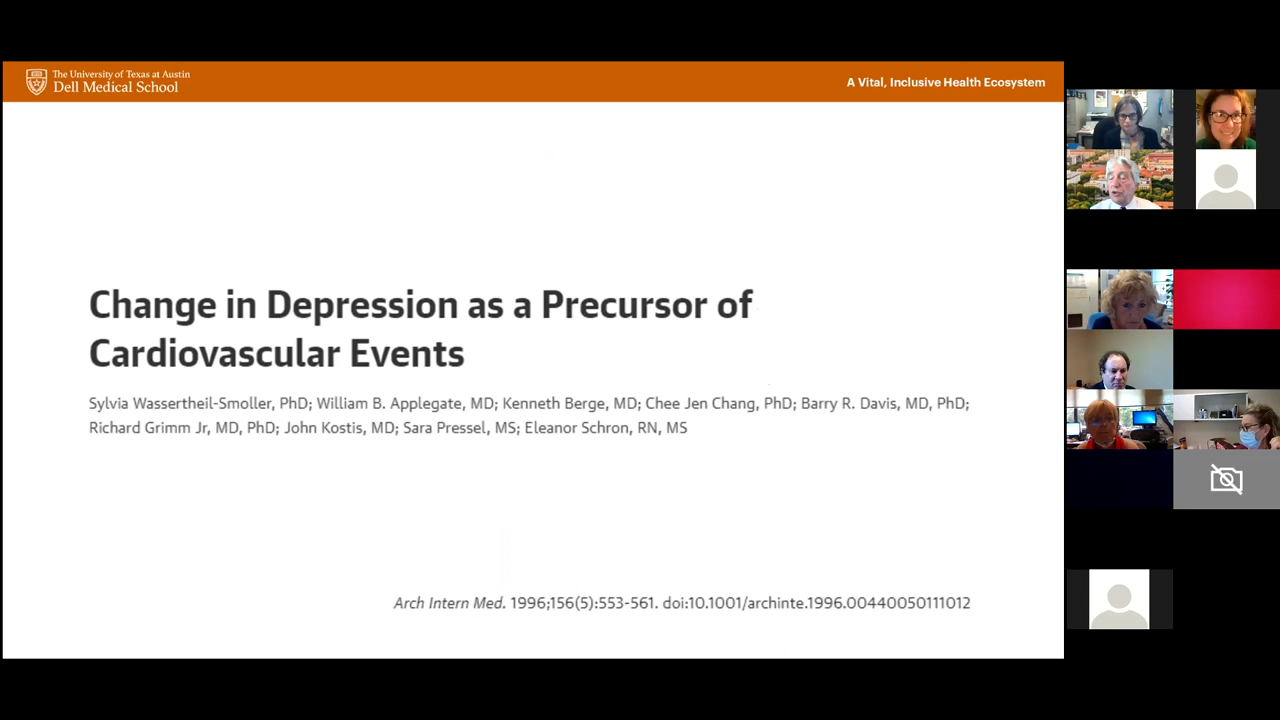 The University of Texas at Austin
Dell Medical School
A Vital, Inclusive Health Ecosystem
Change in Depression as a Precursor of
Cardiovascular Events
Sylvia Wassertheil-Smoller, PhD; William B. Applegate, MD; Kenneth Berge, MD; Chee Jen Chang, PhD; Barry R. Davis, MD, PhD;
Richard Grimm Jr, MD, PhD; John Kostis, MD; Sara Pressel, MS; Eleanor Schron, RN, MS
Arch Intern Med. 1996;156(5):553-561. doi:10.1001/archinte.1996.00440050111012